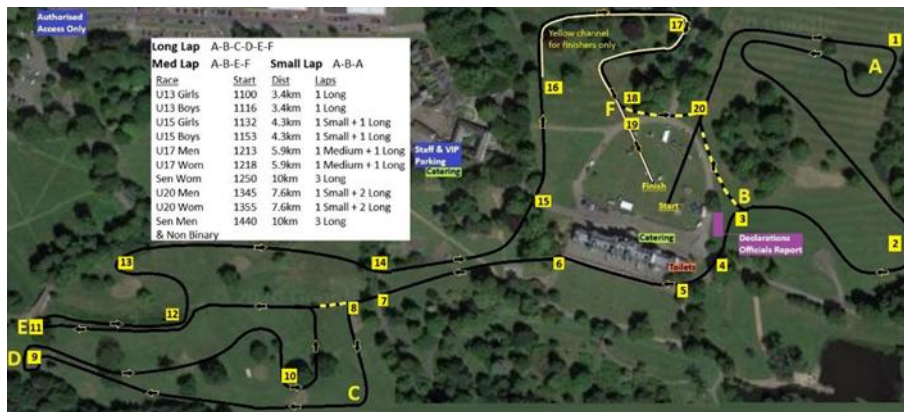 Authorised
Access Only
Long Lap A-B-C-D-E-F
Med Lap A-B-E-F Small Lap A-B-A
Race Start Dist Laps
U13 Girls 1100 3.4km 1 Long
U13 Boys 1116 3.4km 1 Long
U15 Girls 1132 4.3km 1 Small + 1 Long
U15 Boys 1153 4.3km 1 Small + 1 Long
U17 Men 1213 5.9km 1 Medium + 1 Long
U17 Wom 1218 5.9km 1 Medium + 1 Long
Sen Wom 1250 10km 3 Long
U20 Men 1345 7.6km 1 Small + 2 Long
U20 Wom 1355 7.6km 1 Small + 2 Long
Sen Men 1440 10km 3 Long
& Non Binary
Yellow channel
for finishers only
17
1
A
16
18
F
20
19
Staff & VIP
Parking
Catering
Finish
Start
B
3
15
Declarations
Officials Report
2
Catering
Toilets
4
13
14
6
5
7
12
8
E
11
D
9
10
C